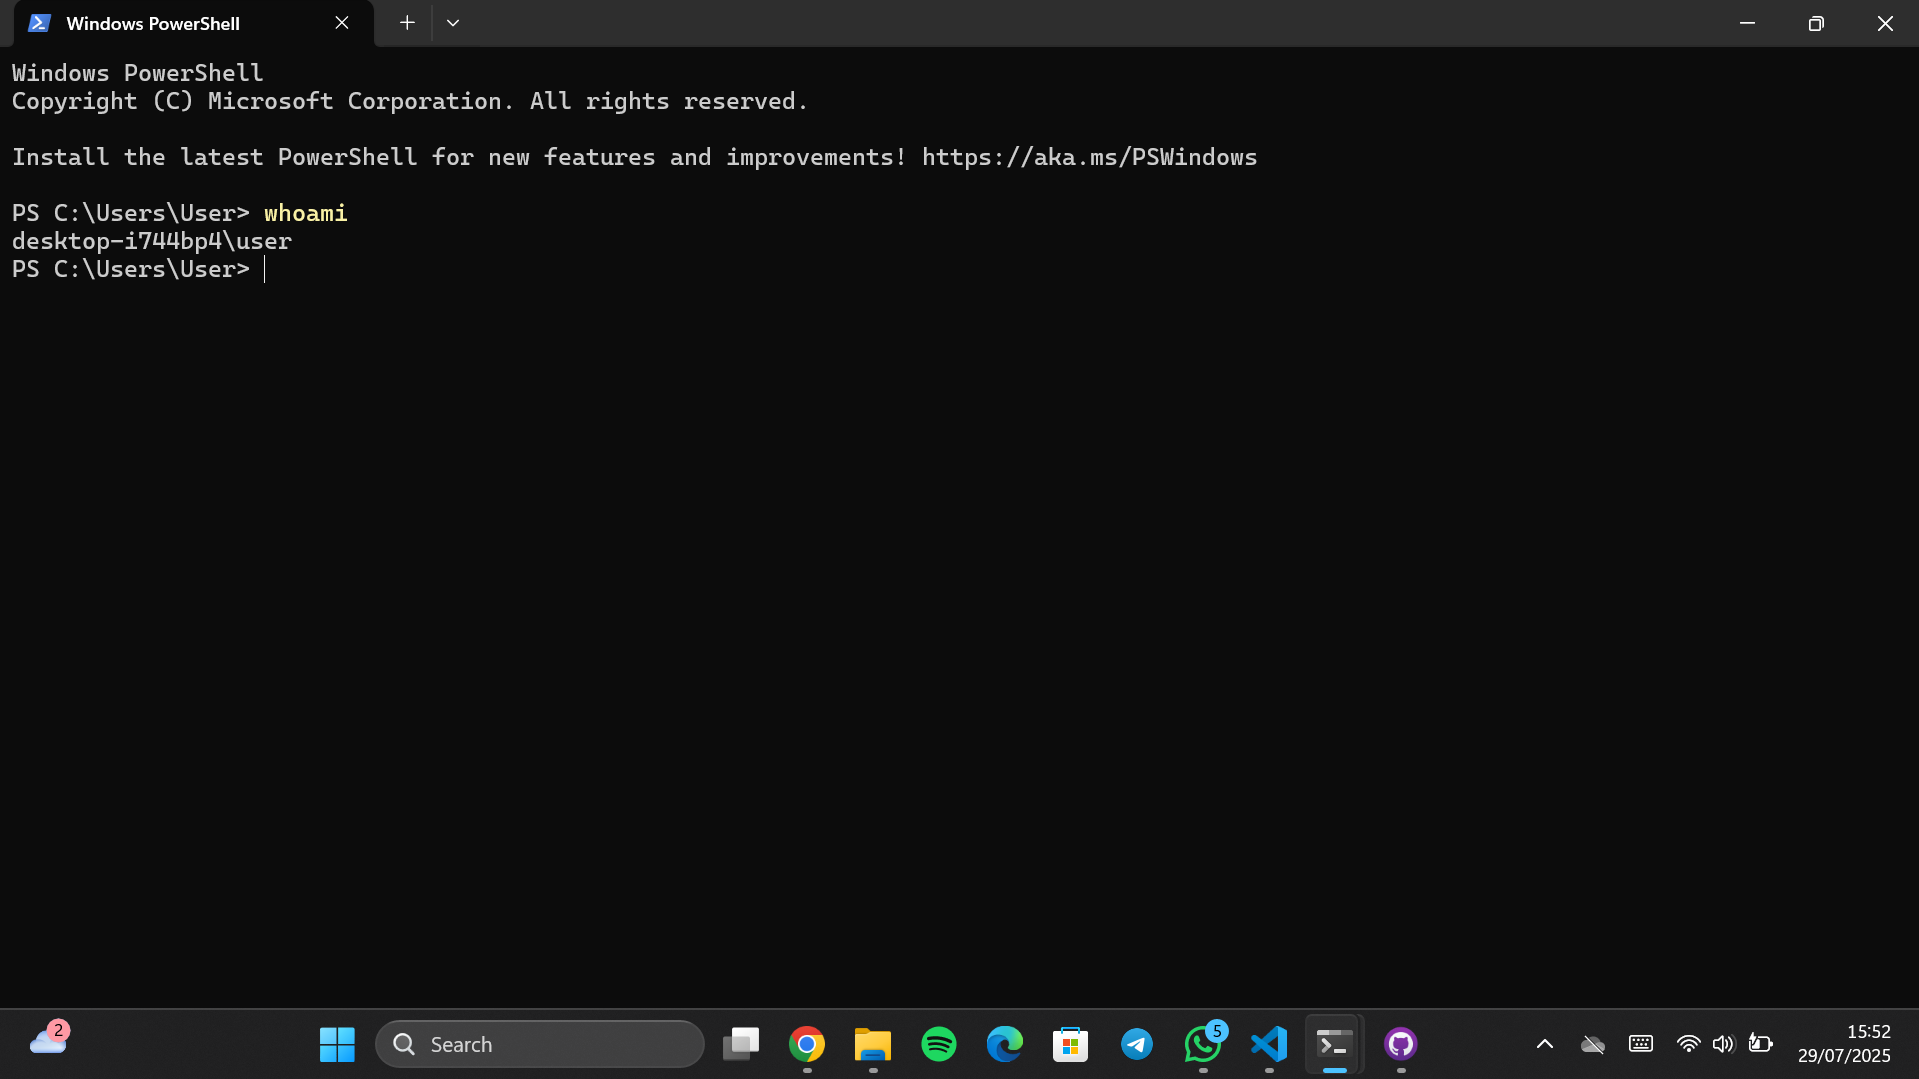 Windows PowerShell
Windows PowerShell
Copyright (C) Microsoft Corporation. All rights reserved.
Install the latest PowerShell for new features and improvements! https://aka.ms/PSWindows
PS C:\Users\User> whoami
desktop-i744bp4\user
PS C:\Users\User>
2
Search
5
15:52
29/07/2025